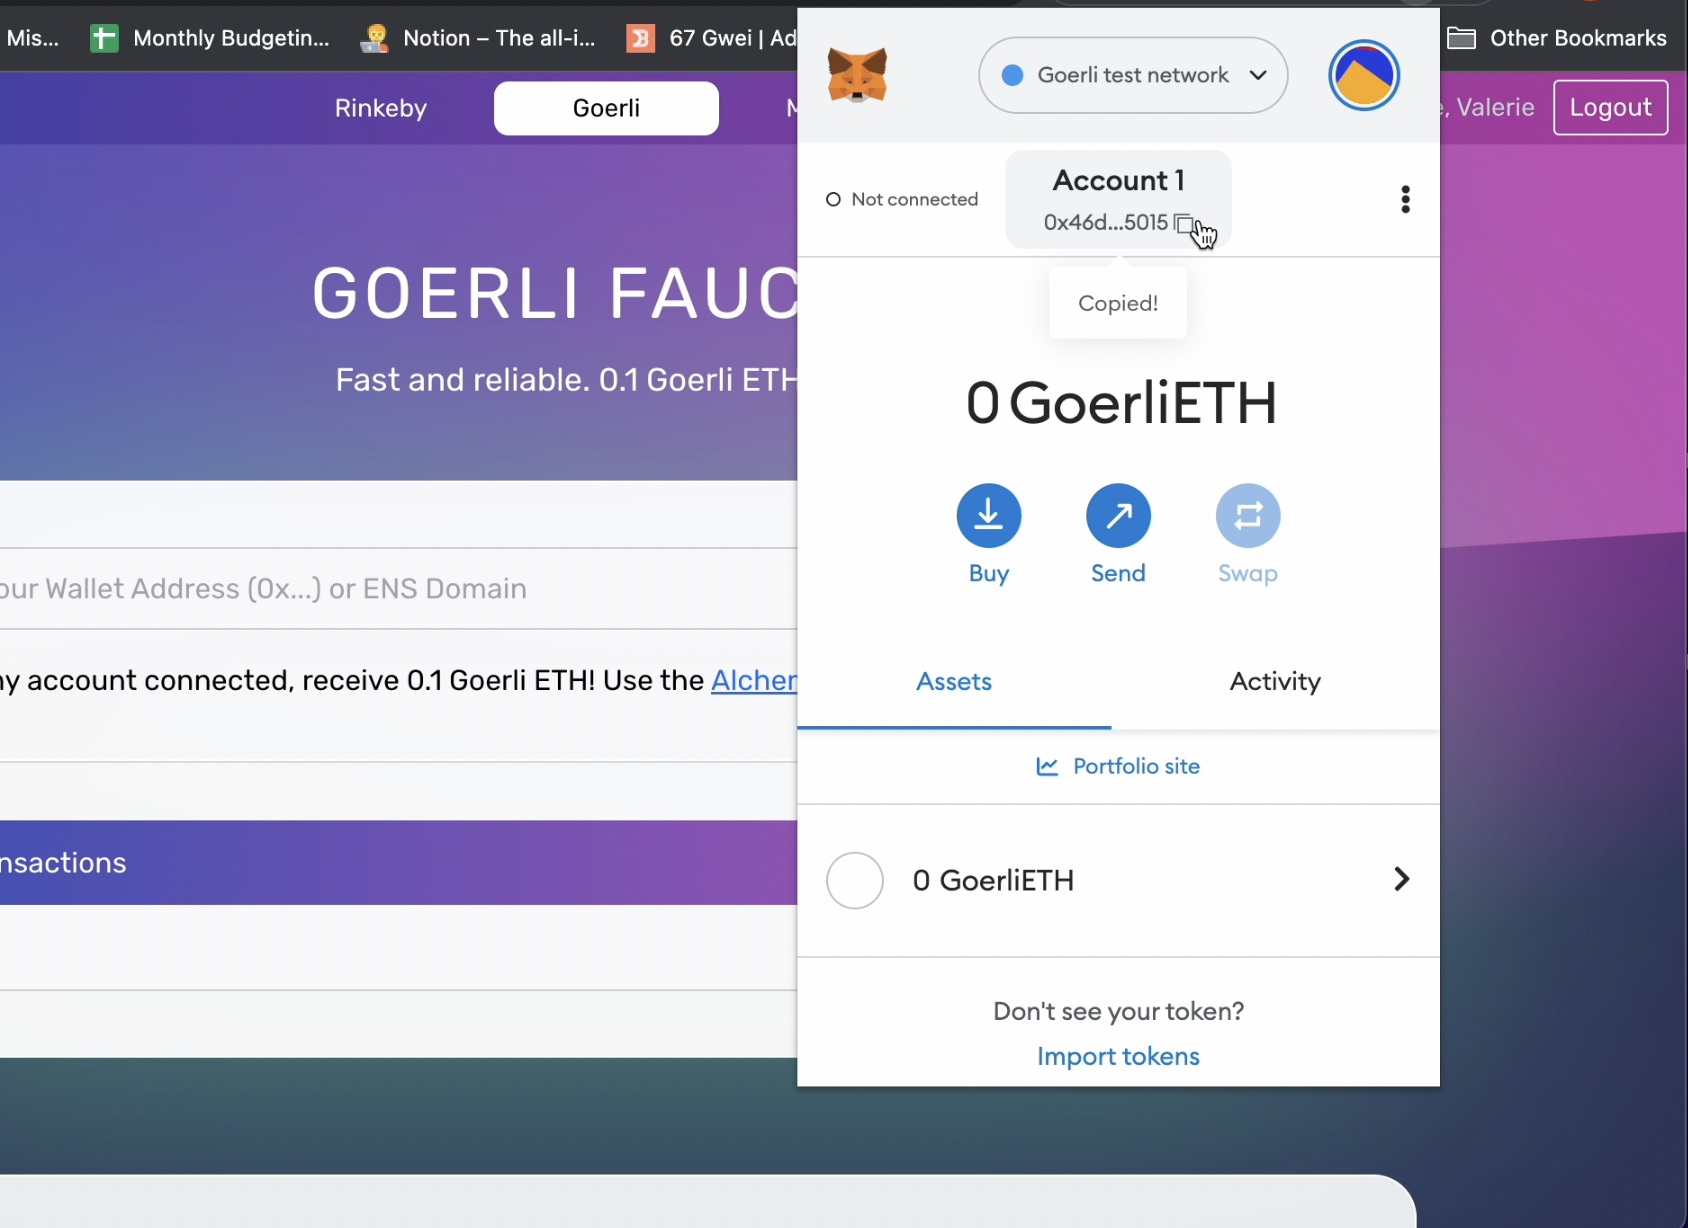 Mis...
Monthly Budgetin...
Notion – The all-i...
67 Gwei | Ad
Other Bookmarks
Rinkeby
Goerli
, Valerie
Logout
GOERLI FAUC
Fast and reliable. 0.1 Goerli ETH
our Wallet Address (0x...) or ENS Domain
ny account connected, receive 0.1 Goerli ETH! Use the Alchem
nsactions
Goerli test network
Not connected
Account 1
0x46d...5015
Copied!
0 GoerliETH
Buy
Send
Swap
Assets
Activity
Portfolio site
0 GoerliETH
Don't see your token?
Import tokens